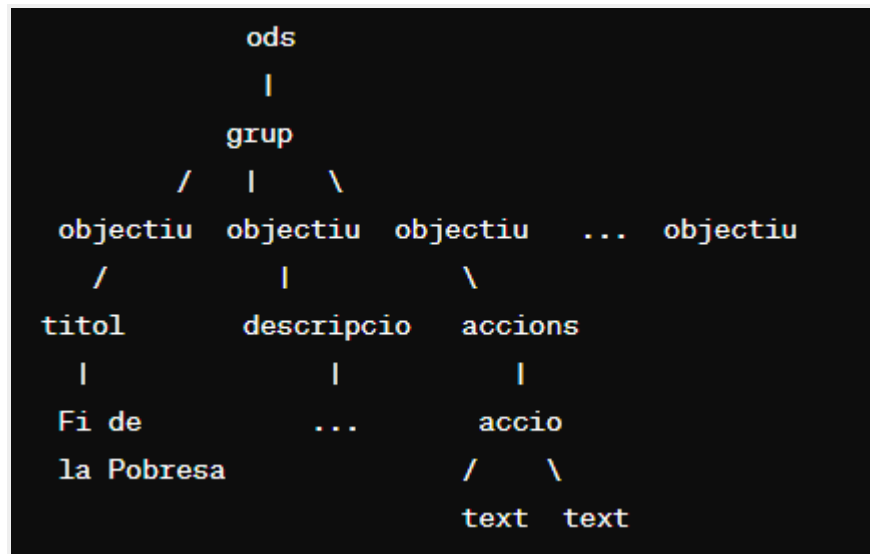 ods
|
grup
/ | \
objectiu objectiu objectiu ... objectiu
/ | \
titol descripcio accions
| | |
Fi de ... accio
la Pobresa / \
text text